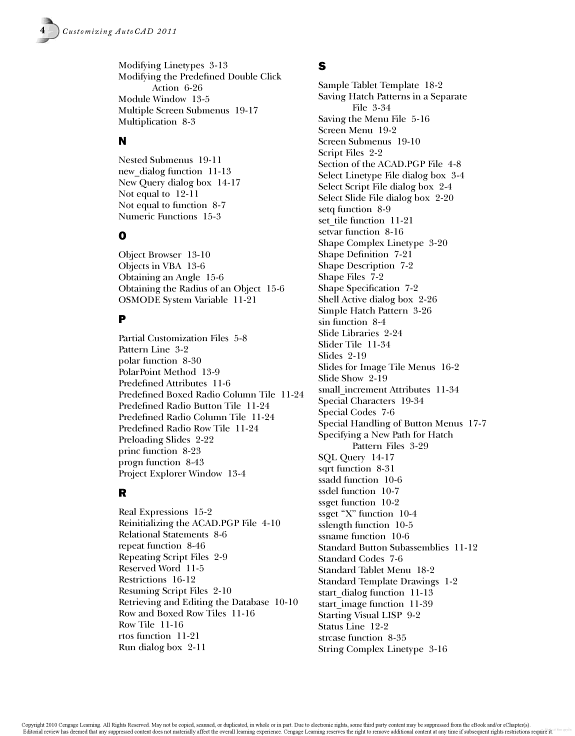 4 Customizing AutoCAD 2011
Modifying Linetypes 3-13
Modifying the Predefined Double Click
Action 6-26
Module Window 13-5
Multiple Screen Submenus 19-17
Multiplication 8-3
N
Nested Submenus 19-11
new_dialog function 11-13
New Query dialog box 14-17
Not equal to 12-11
Not equal to function 8-7
Numeric Functions 15-3
O
Object Browser 13-10
Objects in VBA 13-6
Obtaining an Angle 15-6
Obtaining the Radius of an Object 15-6
OSMODE System Variable 11-21
P
Partial Customization Files 5-8
Pattern Line 3-2
polar function 8-30
PolarPoint Method 13-9
Predefined Attributes 11-6
Predefined Boxed Radio Column Tile 11-24
Predefined Radio Button Tile 11-24
Predefined Radio Column Tile 11-24
Predefined Radio Row Tile 11-24
Preloading Slides 2-22
princ function 8-23
progn function 8-43
Project Explorer Window 13-4
R
Real Expressions 15-2
Reinitializing the ACAD.PGP File 4-10
Relational Statements 8-6
repeat function 8-46
Repeating Script Files 2-9
Reserved Word 11-5
Restrictions 16-12
Resuming Script Files 2-10
Retrieving and Editing the Database 10-10
Row and Boxed Row Tiles 11-16
Row Tile 11-16
rtos function 11-21
Run dialog box 2-11
S
Sample Tablet Template 18-2
Saving Hatch Patterns in a Separate
File 3-34
Saving the Menu File 5-16
Screen Menu 19-2
Screen Submenus 19-10
Script Files 2-2
Section of the ACAD.PGP File 4-8
Select Linetype File dialog box 3-4
Select Script File dialog box 2-4
Select Slide File dialog box 2-20
setq function 8-9
set_tile function 11-21
setvar function 8-16
Shape Complex Linetype 3-20
Shape Definition 7-21
Shape Description 7-2
Shape Files 7-2
Shape Specification 7-2
Shell Active dialog box 2-26
Simple Hatch Pattern 3-26
sin function 8-4
Slide Libraries 2-24
Slider Tile 11-34
Slides 2-19
Slides for Image Tile Menus 16-2
Slide Show 2-19
small_increment Attributes 11-34
Special Characters 19-34
Special Codes 7-6
Special Handling of Button Menus 17-7
Specifying a New Path for Hatch
Pattern Files 3-29
SQL Query 14-17
sqrt function 8-31
ssadd function 10-6
ssdel function 10-7
ssget function 10-2
ssget “X” function 10-4
sslength function 10-5
ssname function 10-6
Standard Button Subassemblies 11-12
Standard Codes 7-6
Standard Tablet Menu 18-2
Standard Template Drawings 1-2
start_dialog function 11-13
start_image function 11-39
Starting Visual LISP 9-2
Status Line 12-2
strcase function 8-35
String Complex Linetype 3-16
Copyright 2010 Cengage Learning. All Rights Reserved. May not be copied, scanned, or duplicated, in whole or in part. Due to electronic rights, some third party content may be suppressed from the eBook and/or eChapter(s).
Editorial review has deemed that any suppressed content does not materially affect the overall learning experience. Cengage Learning reserves the right to remove additional content at any time if subsequent rights restrictions require it.